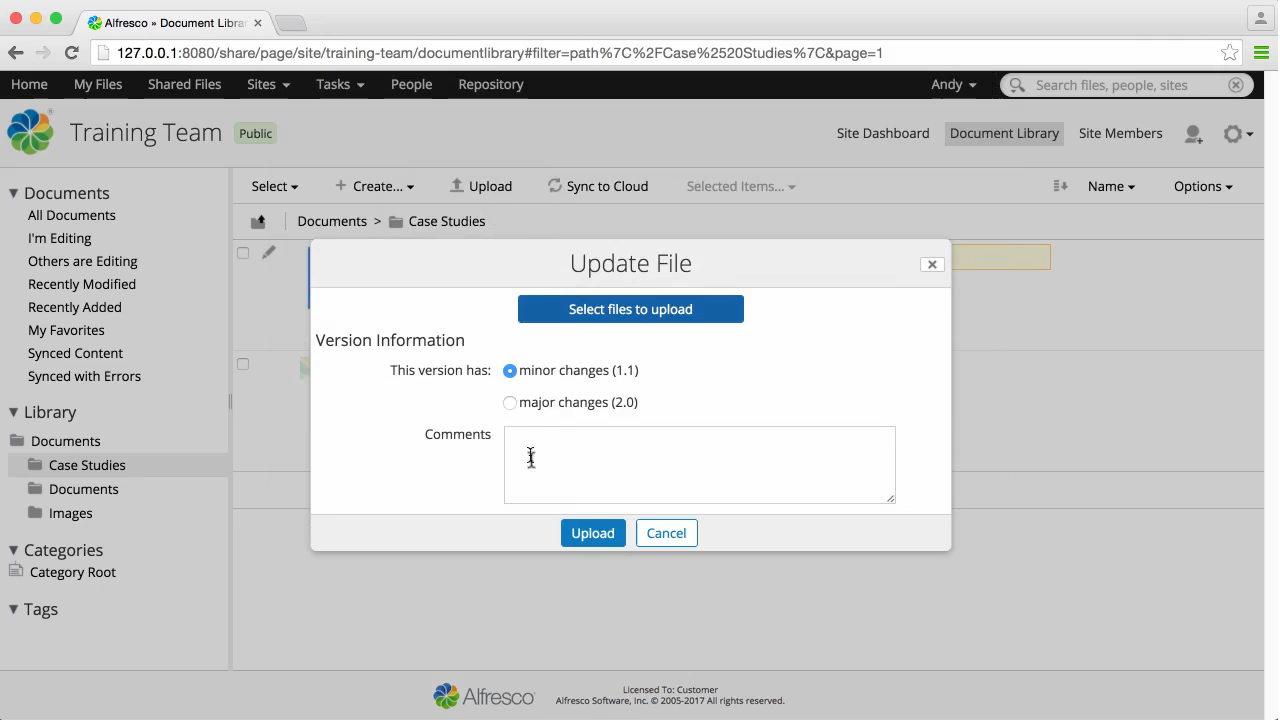 Alfresco » Document Libra
127.0.0.1:8080/share/page/site/training-team/documentlibrary#filter=path%7C%2FCase%2520Studies%7C&page=1
Home My Files Shared Files Sites Tasks People Repository Andy Search files, people, sites
Training Team Public Site Dashboard Document Library Site Members
Select Create... Upload Sync to Cloud Selected Items... Name Options
Documents > Case Studies
Documents
All Documents
I'm Editing
Others are Editing
Recently Modified
Recently Added
My Favorites
Synced Content
Synced with Errors
Library
Documents
Case Studies
Documents
Images
Categories
Category Root
Tags
Update File
Select files to upload
Version Information
This version has: minor changes (1.1)
major changes (2.0)
Comments
Upload Cancel
Alfresco
Licensed To: Customer
Alfresco Software, Inc. © 2005-2017 All rights reserved.